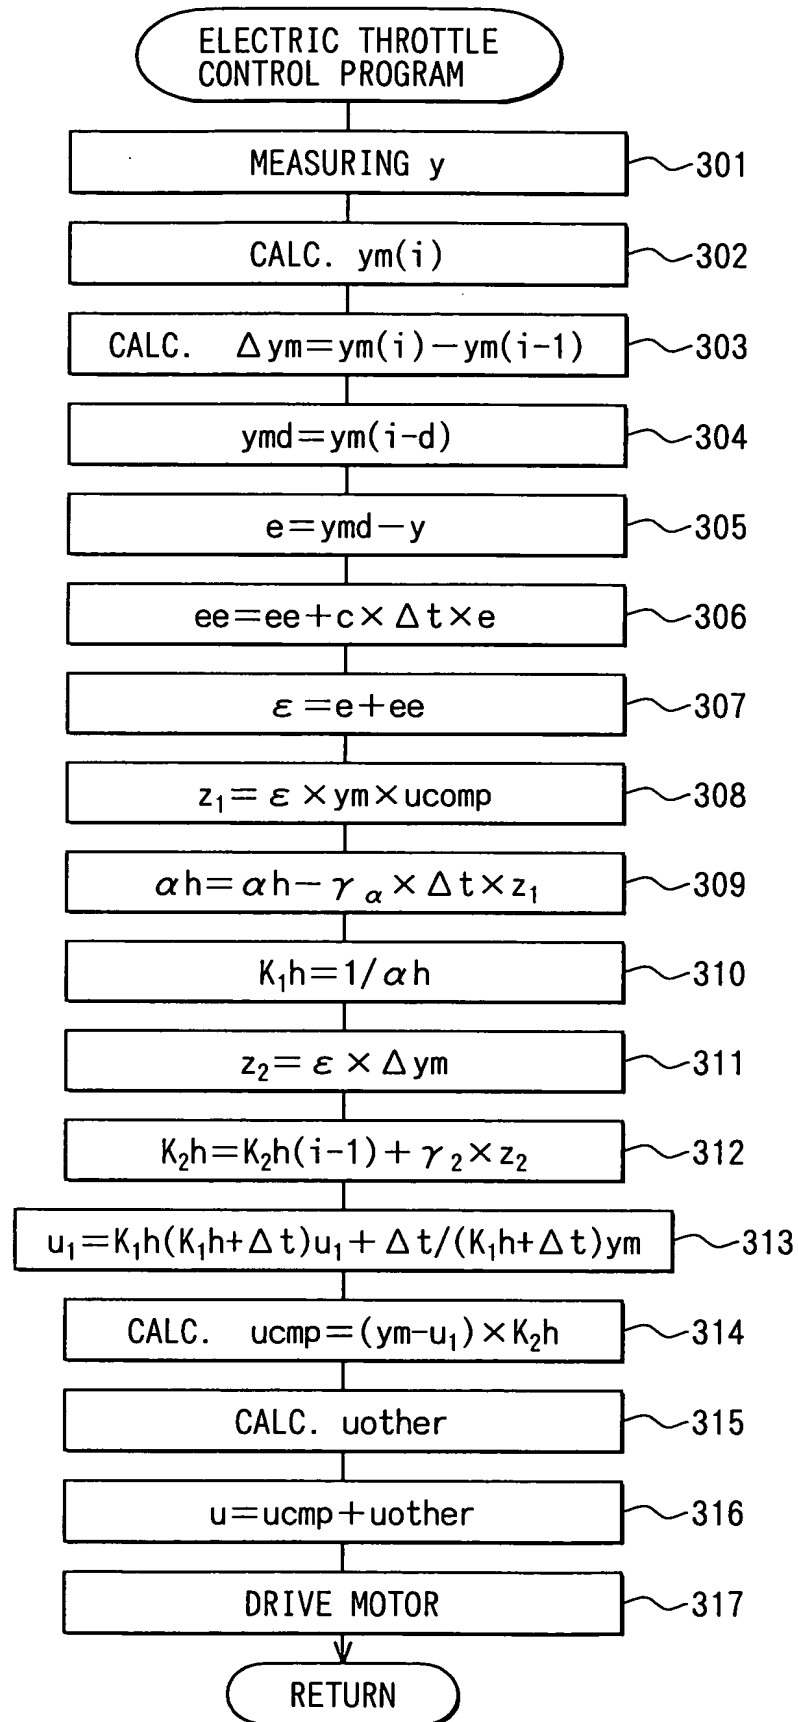 ELECTRIC THROTTLE
CONTROL PROGRAM
MEASURING y
301
CALC. ym(i)
302
CALC. Δym=ym(i)−ym(i-1)
303
ymd=ym(i-d)
304
e=ymd−y
305
ee=ee+c×Δt×e
306
ε=e+ee
307
z₁=ε×ym×ucomp
308
αh=αh−γα×Δt×z₁
309
K₁h=1/αh
310
z₂=ε×Δym
311
K₂h=K₂h(i-1)+γ₂×z₂
312
u₁=K₁h(K₁h+Δt)u₁+Δt/(K₁h+Δt)ym
313
CALC. ucmp=(ym-u₁)×K₂h
314
CALC. uother
315
u=ucmp+uother
316
DRIVE MOTOR
317
RETURN